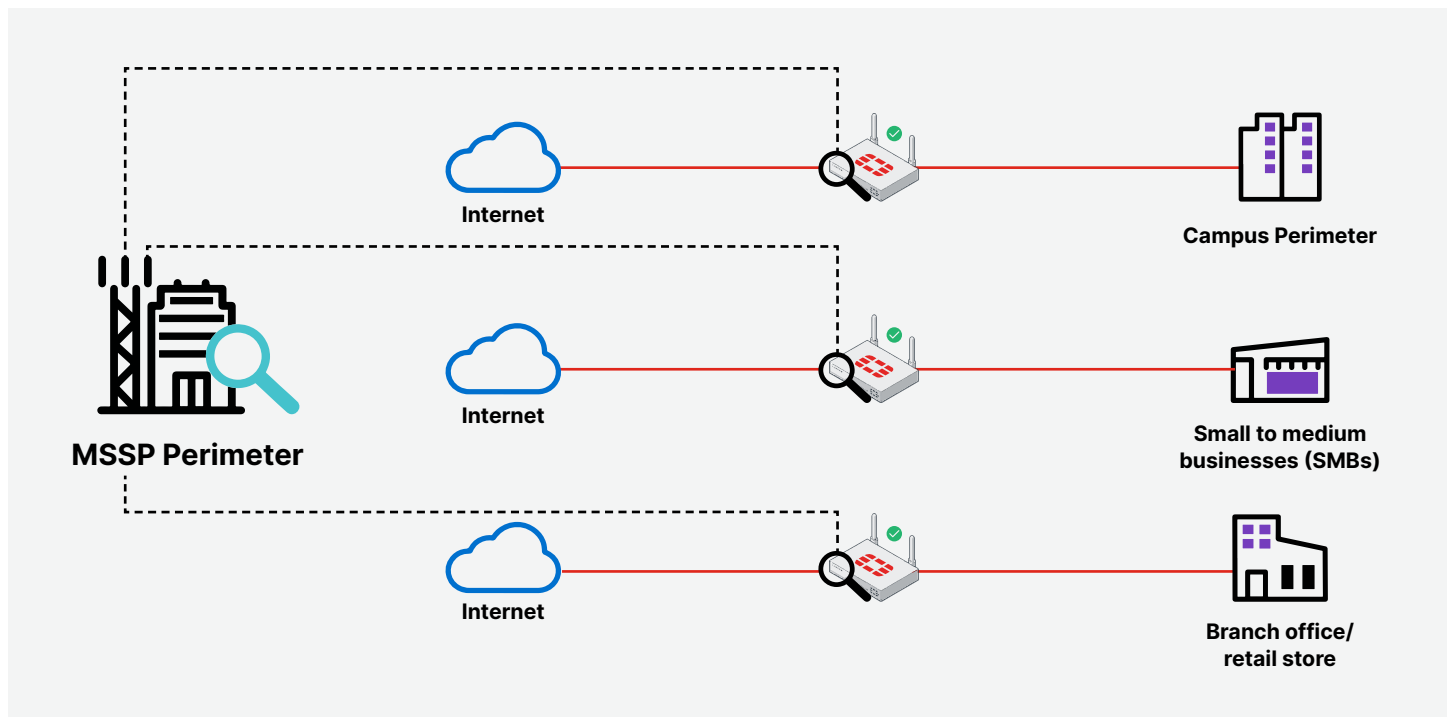 Internet
Campus Perimeter
Internet
MSSP Perimeter
Small to medium
businesses (SMBs)
Internet
Branch office/
retail store